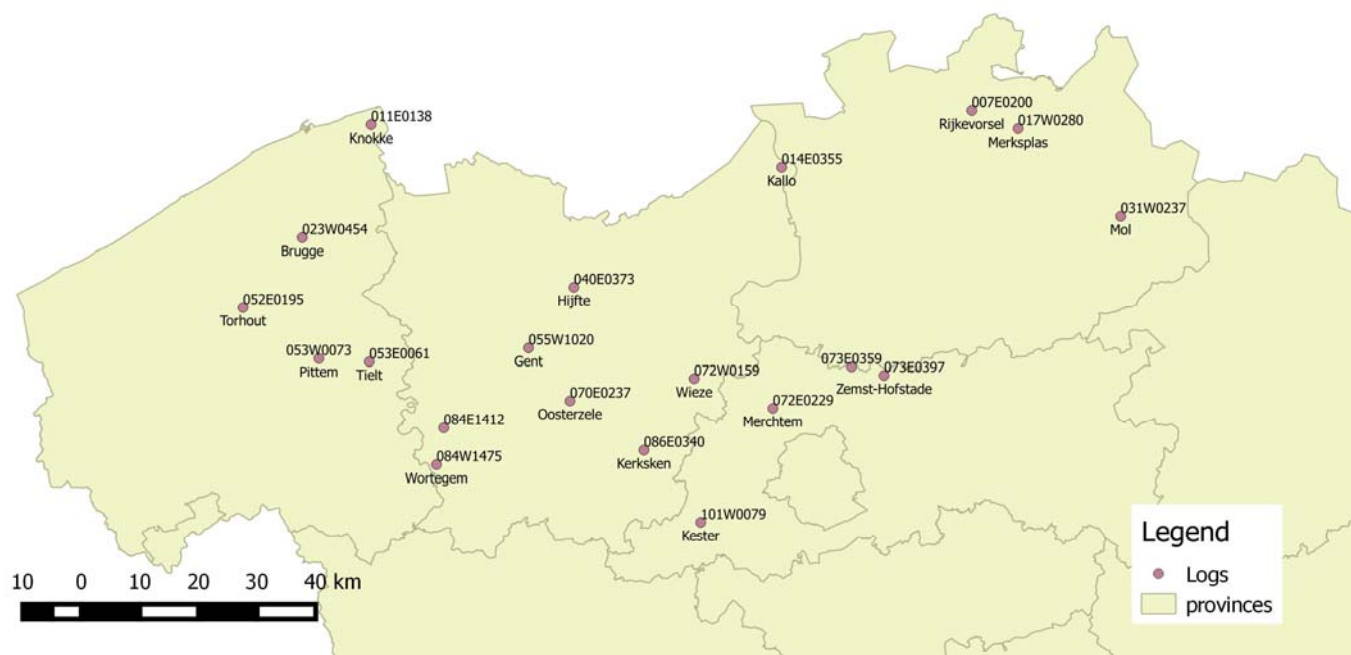 007E0200
Rijkevorsel
011E0138
Knokke
017W0280
Merksplas
014E0355
Kallo
031W0237
Mol
023W0454
Brugge
040E0373
Hijfte
052E0195
Torhout
055W1020
Gent
053W0073
Pittem
053E0061
Tielt
072W0159
Wieze
073E0359
073E0397
Zemst-Hofstade
070E0237
Oosterzele
072E0229
Merchtem
084E1412
086E0340
Kerksken
084W1475
Wortegem
101W0079
Kester
Legend
Logs
provinces
10 0 10 20 30 40 km